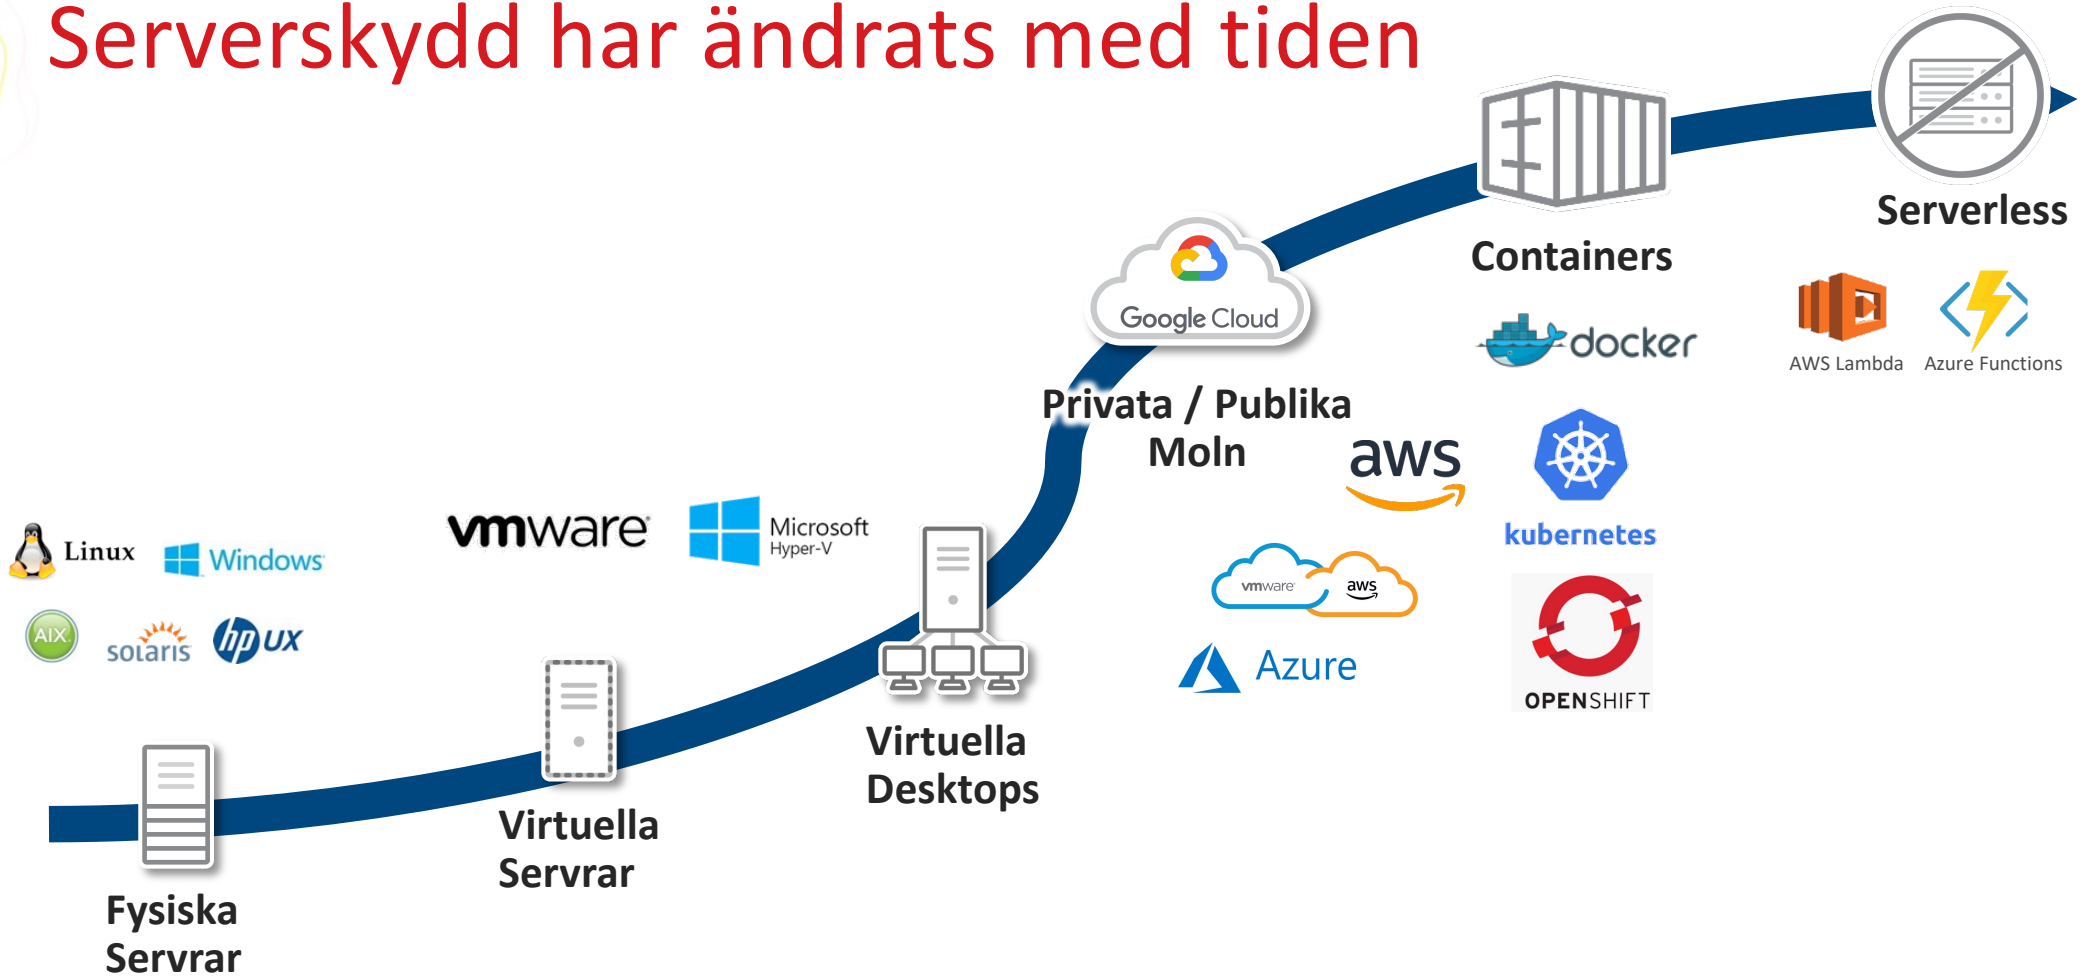 Serverskydd har ändrats med tiden
Serverless
Containers
Google Cloud
docker
AWS Lambda
Azure Functions
Privata / Publika
Moln
aws
kubernetes
vmware
Microsoft
Hyper-V
Linux
Windows
vmware
aws
AIX
solaris
hp UX
Azure
OPENSHIFT
Virtuella
Desktops
Virtuella
Servrar
Fysiska
Servrar